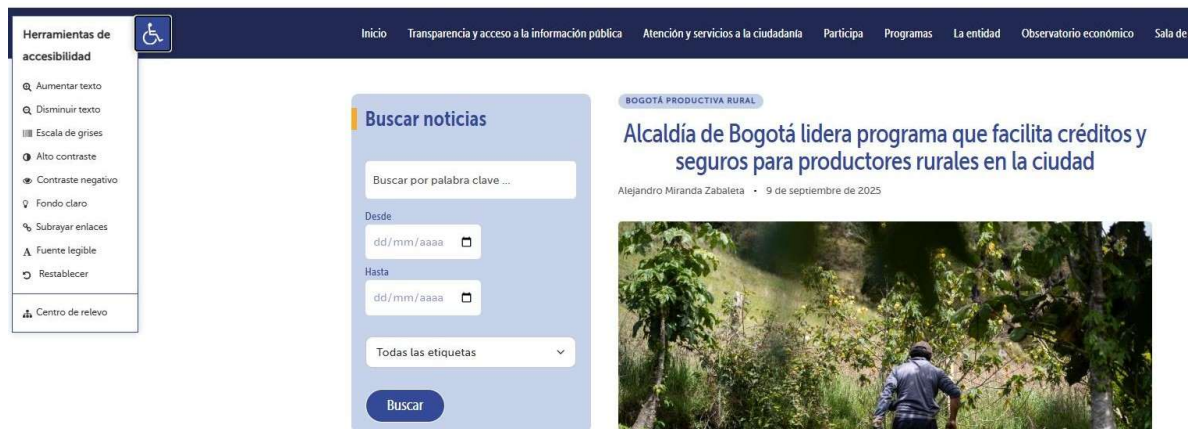 Herramientas de
accesibilidad
Aumentar texto
Disminuir texto
Escala de grises
Alto contraste
Contraste negativo
Fondo claro
Subrayar enlaces
Fuente legible
Restablecer
Centro de relevo
Inicio Transparencia y acceso a la información pública Atención y servicios a la ciudadanía Participa Programas La entidad Observatorio económico Sala de
Buscar noticias
Buscar por palabra clave ...
Desde
dd/mm/aaaa
Hasta
dd/mm/aaaa
Todas las etiquetas
Buscar
BOGOTÁ PRODUCTIVA RURAL
Alcaldía de Bogotá lidera programa que facilita créditos y
seguros para productores rurales en la ciudad
Alejandro Miranda Zabaleta • 9 de septiembre de 2025